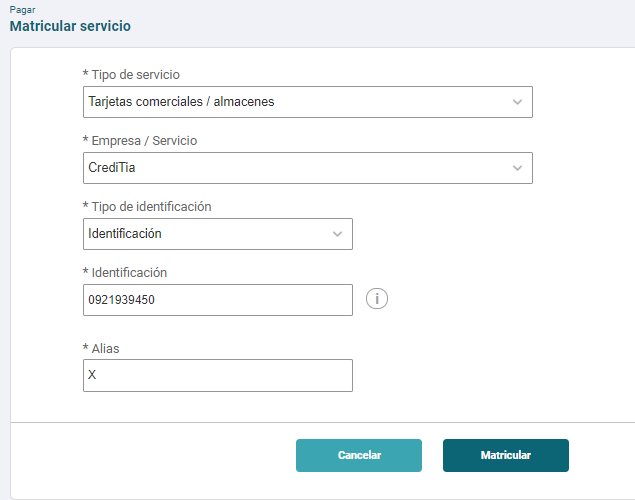 Pagar
Matricular servicio
* Tipo de servicio
Tarjetas comerciales / almacenes
* Empresa / Servicio
CrediTia
* Tipo de identificación
Identificación
* Identificación
0921939450
i
* Alias
X
Cancelar
Matricular